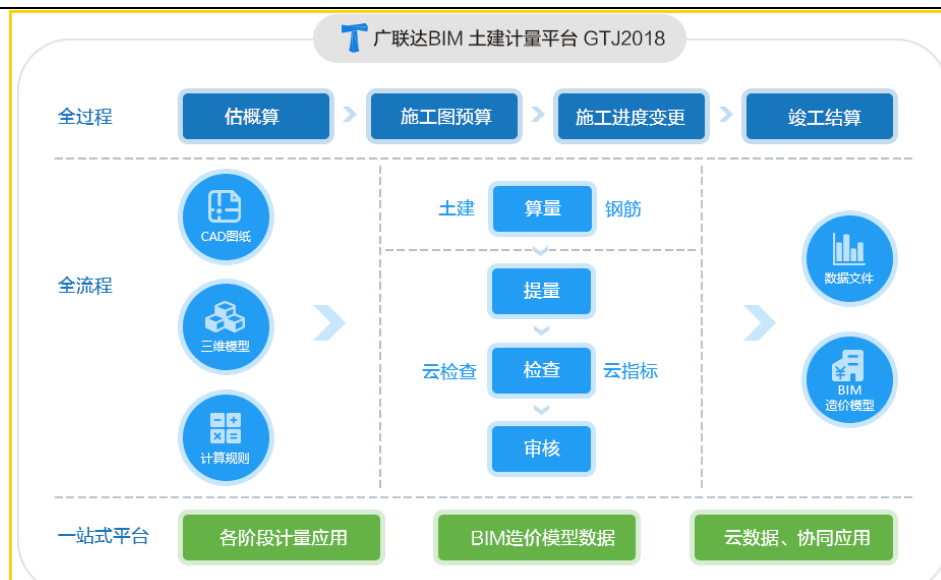 广联达BIM 土建计量平台 GTJ2018
全过程
估概算
施工图预算
施工进度变更
竣工结算
全流程
CAD图纸
三维模型
计算规则
土建
算量
钢筋
提量
云检查
检查
云指标
审核
数据文件
BIM
造价模型
一站式平台
各阶段计量应用
BIM造价模型数据
云数据、协同应用